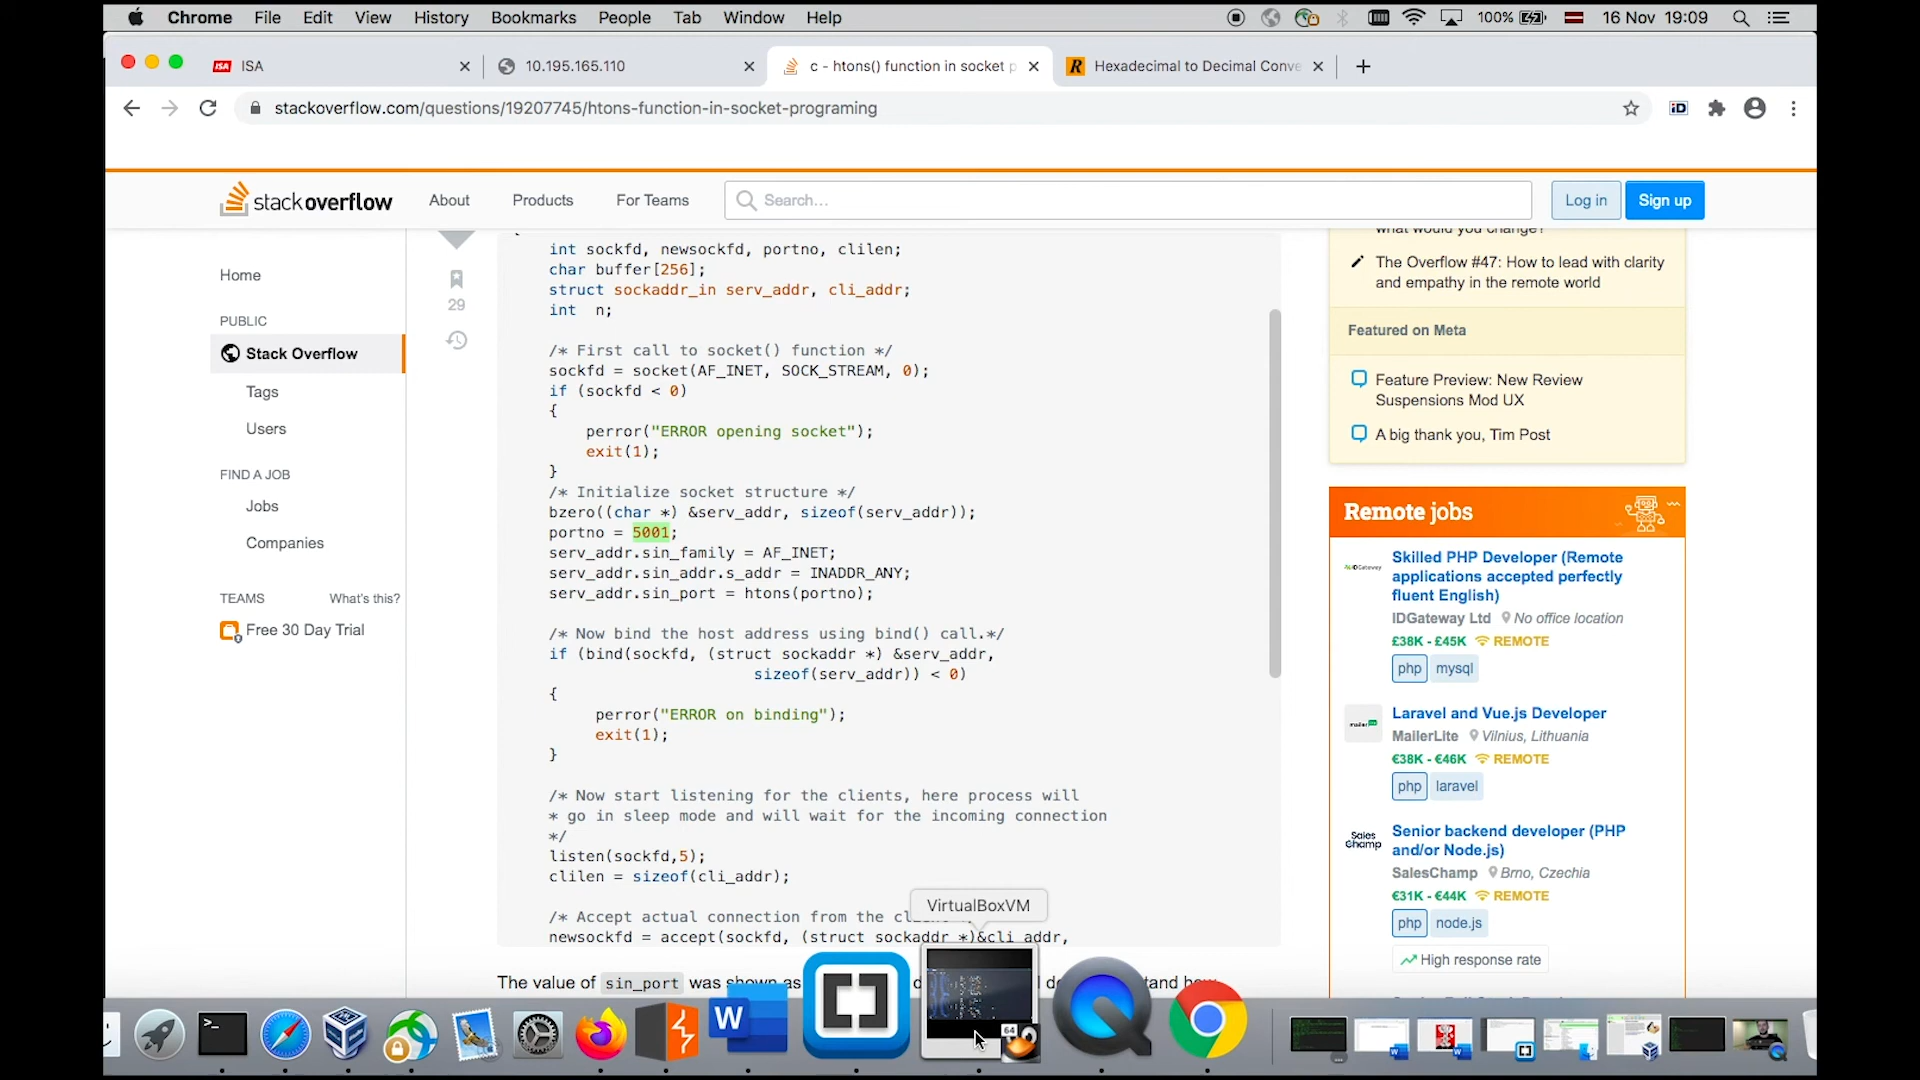 Chrome File Edit View History Bookmarks People Tab Window Help 100% 16 Nov 19:09
ISA ISA 10.195.165.110 c - htons() function in socket p R Hexadecimal to Decimal Conve
stackoverflow.com/questions/19207745/htons-function-in-socket-programing iD
stackoverflow About Products For Teams Search... Log in Sign up
Home
PUBLIC
Stack Overflow
Tags
Users
FIND A JOB
Jobs
Companies
TEAMS What's this?
Free 30 Day Trial
29
int sockfd, newsockfd, portno, clilen;
char buffer[256];
struct sockaddr_in serv_addr, cli_addr;
int  n;
/* First call to socket() function */
sockfd = socket(AF_INET, SOCK_STREAM, 0);
if (sockfd < 0)
{
perror("ERROR opening socket");
exit(1);
}
/* Initialize socket structure */
bzero((char *) &serv_addr, sizeof(serv_addr));
portno = 5001;
serv_addr.sin_family = AF_INET;
serv_addr.sin_addr.s_addr = INADDR_ANY;
serv_addr.sin_port = htons(portno);
/* Now bind the host address using bind() call.*/
if (bind(sockfd, (struct sockaddr *) &serv_addr,
sizeof(serv_addr)) < 0)
{
perror("ERROR on binding");
exit(1);
}
/* Now start listening for the clients, here process will
* go in sleep mode and will wait for the incoming connection
*/
listen(sockfd,5);
clilen = sizeof(cli_addr);
/* Accept actual connection from the cl
newsockfd = accept(sockfd, (struct sockaddr *)&cli_addr,
The value of sin_port was shown as
VirtualBoxVM
what would you change?
The Overflow #47: How to lead with clarity
and empathy in the remote world
Featured on Meta
Feature Preview: New Review
Suspensions Mod UX
A big thank you, Tim Post
Remote jobs
Skilled PHP Developer (Remote
applications accepted perfectly
fluent English)
IDGateway Ltd No office location
£38K - £45K REMOTE
php mysql
Laravel and Vue.js Developer
MailerLite Vilnius, Lithuania
€38K - €46K REMOTE
php laravel
Senior backend developer (PHP
and/or Node.js)
SalesChamp Brno, Czechia
€31K - €44K REMOTE
php node.js
High response rate
Sales
Champ
W
64